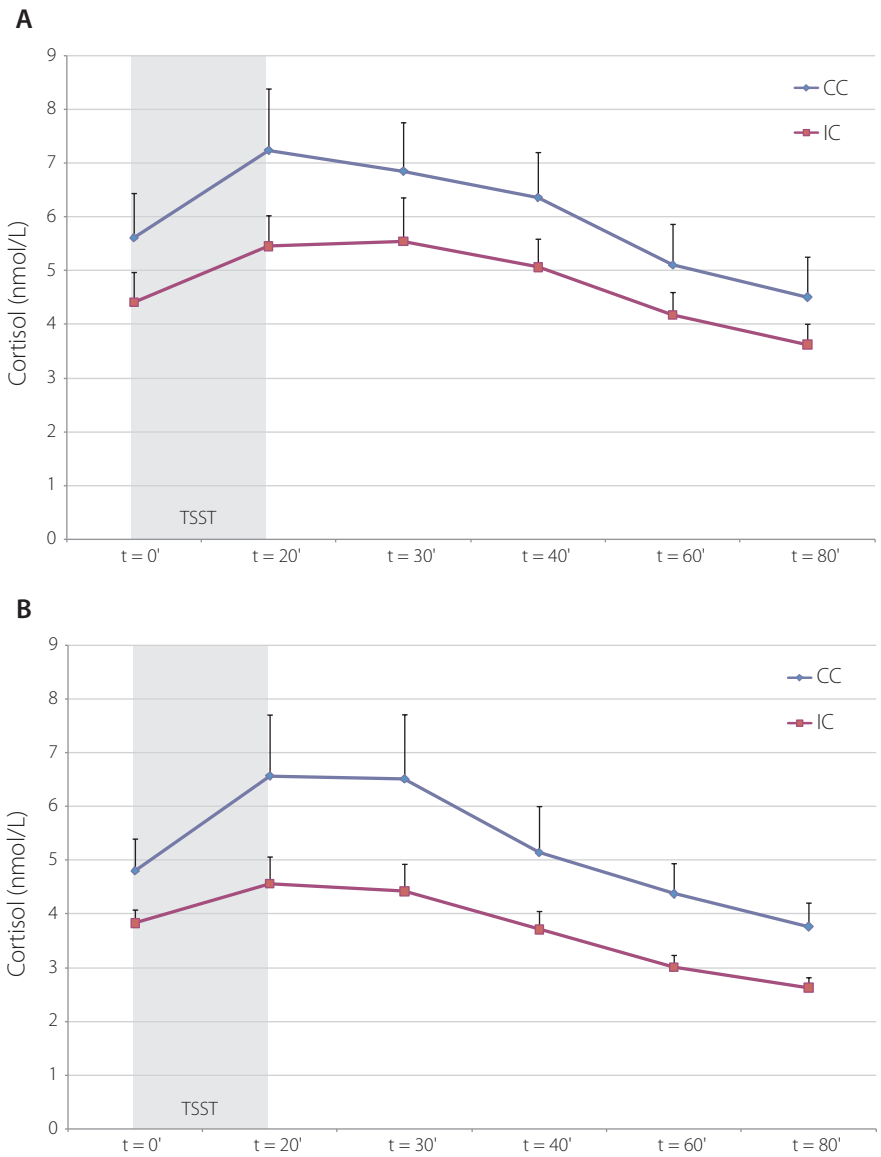 A
9
8
7
6
5
4
3
2
1
0
Cortisol (nmol/L)
CC
IC
TSST
t = 0' t = 20' t = 30' t = 40' t = 60' t = 80'
B
9
8
7
6
5
4
3
2
1
0
Cortisol (nmol/L)
CC
IC
TSST
t = 0' t = 20' t = 30' t = 40' t = 60' t = 80'